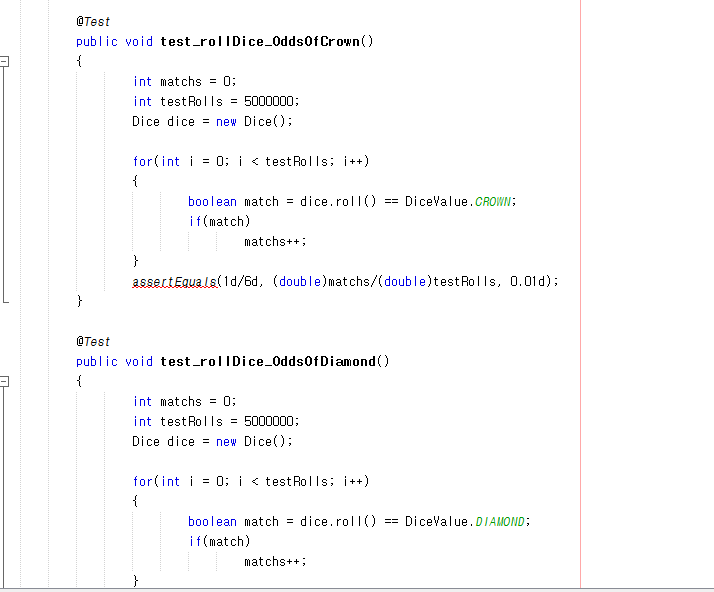 @Test
public void test_rollDice_OddsOfCrown()
{
int matchs = 0;
int testRolls = 5000000;
Dice dice = new Dice();
for(int i = 0; i < testRolls; i++)
{
boolean match = dice.roll() == DiceValue.CROWN;
if(match)
matchs++;
}
assertEquals(1d/6d, (double)matchs/(double)testRolls, 0.01d);
}
@Test
public void test_rollDice_OddsOfDiamond()
{
int matchs = 0;
int testRolls = 5000000;
Dice dice = new Dice();
for(int i = 0; i < testRolls; i++)
{
boolean match = dice.roll() == DiceValue.DIAMOND;
if(match)
matchs++;
}